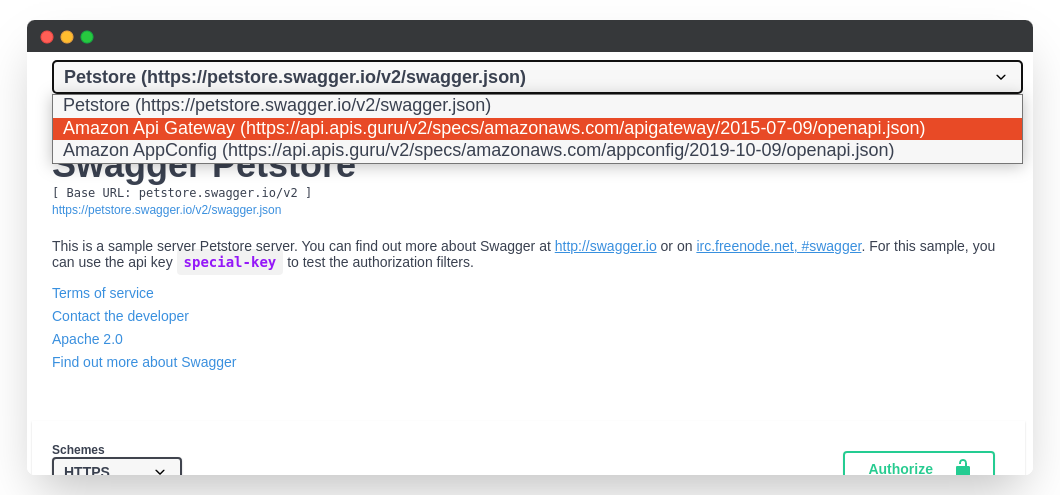 Petstore (https://petstore.swagger.io/v2/swagger.json)
Petstore (https://petstore.swagger.io/v2/swagger.json)
Amazon Api Gateway (https://api.apis.guru/v2/specs/amazonaws.com/apigateway/2015-07-09/openapi.json)
Amazon AppConfig (https://api.apis.guru/v2/specs/amazonaws.com/appconfig/2019-10-09/openapi.json)
Swagger Petstore
[ Base URL: petstore.swagger.io/v2 ]
https://petstore.swagger.io/v2/swagger.json
This is a sample server Petstore server. You can find out more about Swagger at http://swagger.io or on irc.freenode.net, #swagger. For this sample, you
can use the api key special-key to test the authorization filters.
Terms of service
Contact the developer
Apache 2.0
Find out more about Swagger
Schemes
HTTPS
Authorize